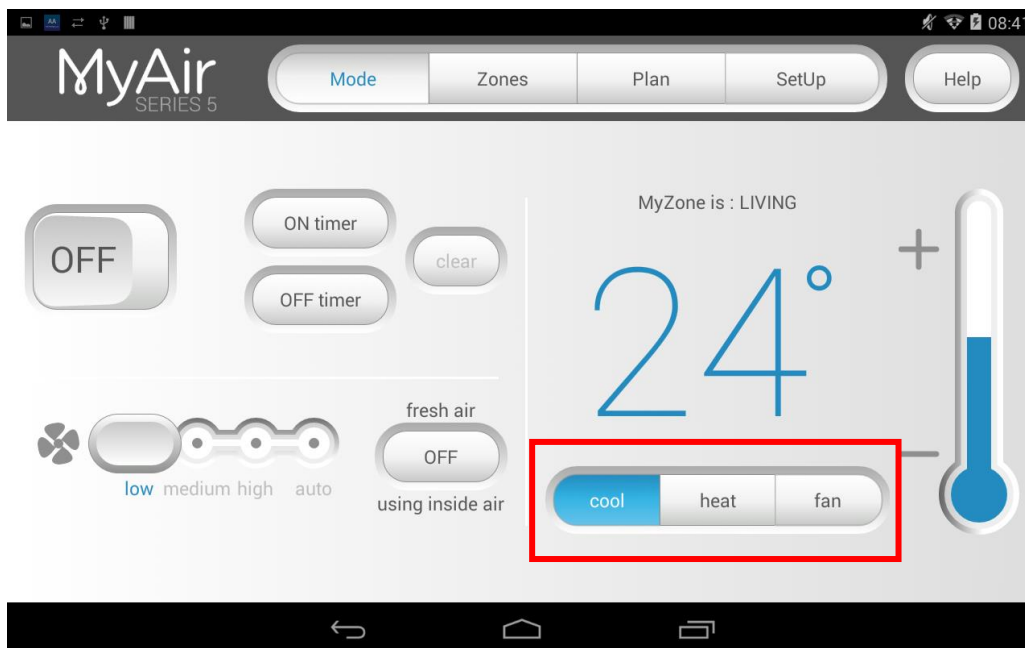 AA 08:41
MyAir
SERIES 5
Mode Zones Plan SetUp Help
MyZone is : LIVING
ON timer
OFF
clear
OFF timer
24°
fresh air
OFF
low medium high auto
using inside air
cool heat fan